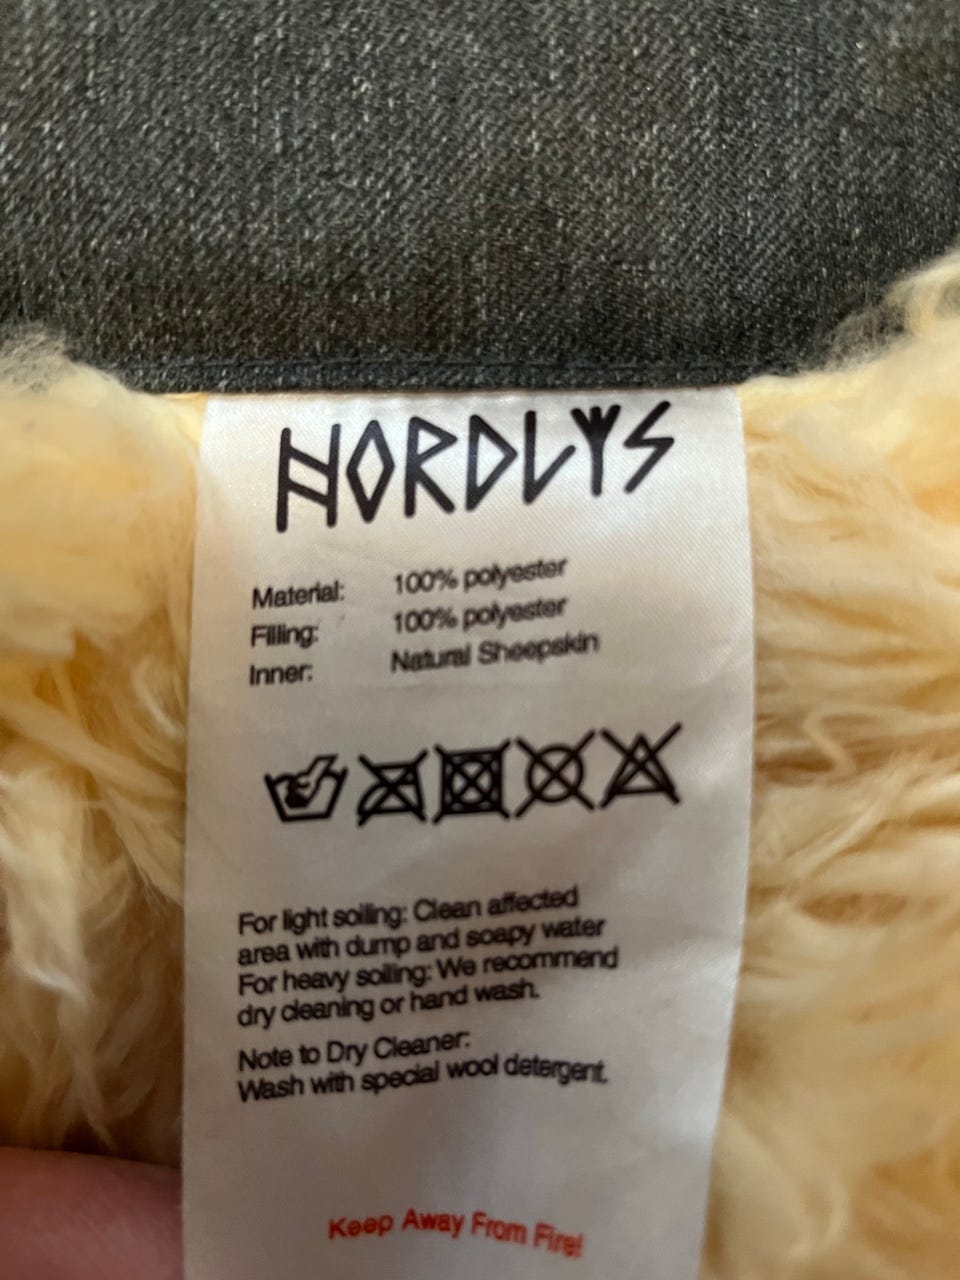 NORDLYS
Material: 100% polyester
Filling: 100% polyester
Inner: Natural Sheepskin
For light soiling: Clean affected
area with dump and soapy water
For heavy soiling: We recommend
dry cleaning or hand wash.
Note to Dry Cleaner:
Wash with special wool detergent.
Keep Away From Fire!